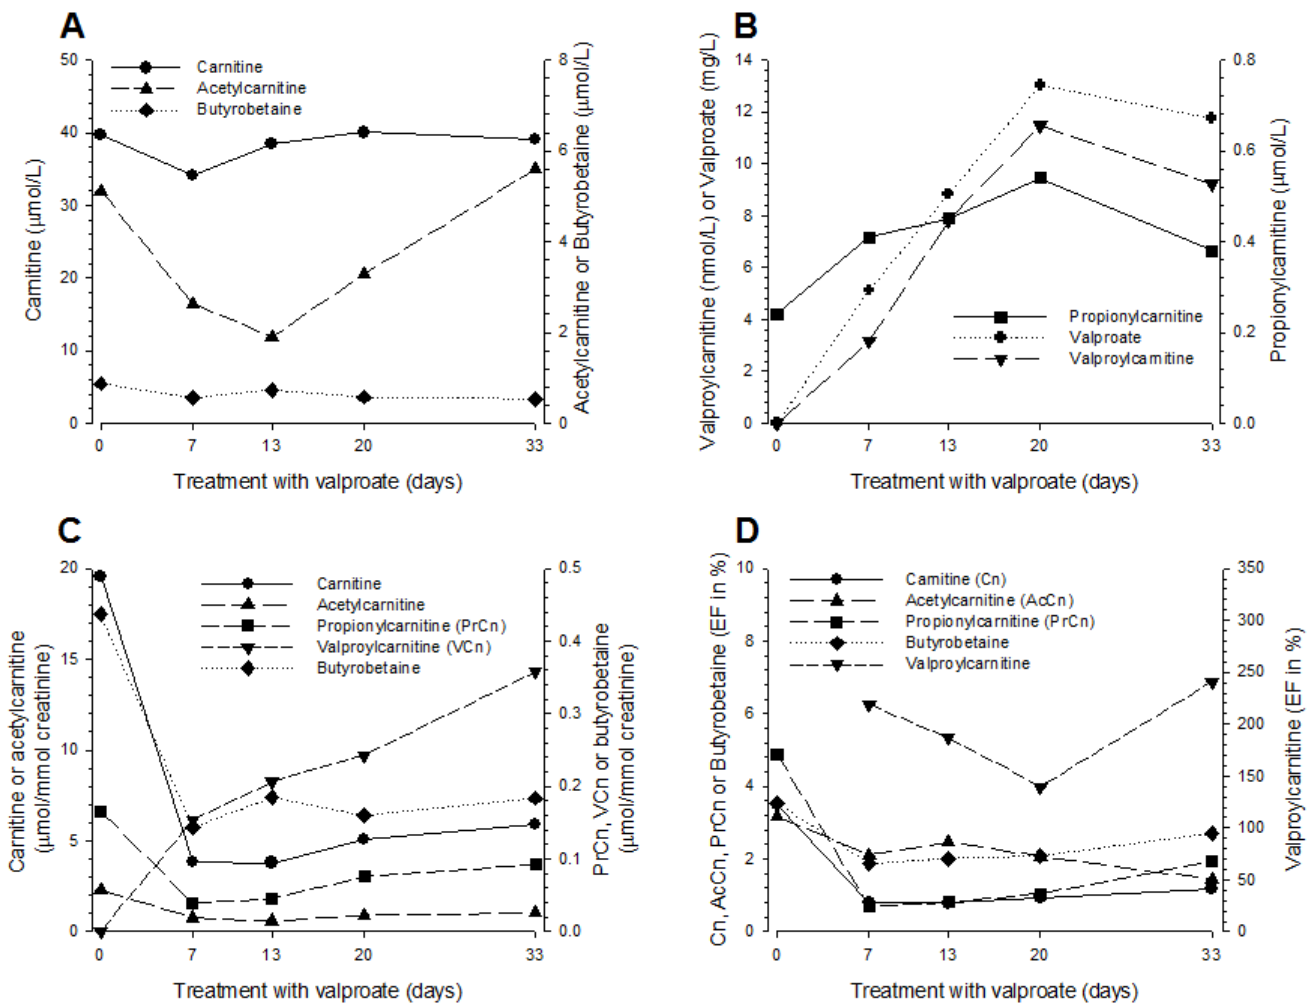 A
Carnitine
Acetylcarnitine
Butyrobetaine
50
40
30
20
10
0
8
6
4
2
0
Carnitine (µmol/L)
Acetylcarnitine or Butyrobetaine (µmol/L)
0 7 13 20 33
Treatment with valproate (days)
B
14
12
10
8
6
4
2
0
0.8
0.6
0.4
0.2
0.0
Valproylcarnitine (nmol/L) or Valproate (mg/L)
Propionylcarnitine (µmol/L)
Propionylcarnitine
Valproate
Valproylcarnitine
0 7 13 20 33
Treatment with valproate (days)
C
Carnitine
Acetylcarnitine
Propionylcarnitine (PrCn)
Valproylcarnitine (VCn)
Butyrobetaine
20
15
10
5
0
0.5
0.4
0.3
0.2
0.1
0.0
Carnitine or acetylcarnitine
(µmol/mmol creatinine)
PrCn, VCn or butyrobetaine
(µmol/mmol creatinine)
0 7 13 20 33
Treatment with valproate (days)
D
Carnitine (Cn)
Acetylcarnitine (AcCn)
Propionylcarnitine (PrCn)
Butyrobetaine
Valproylcarnitine
10
8
6
4
2
0
350
300
250
200
150
100
50
0
Cn, AcCn, PrCn or Butyrobetaine (EF in %)
Valproylcarnitine (EF in %)
0 7 13 20 33
Treatment with valproate (days)